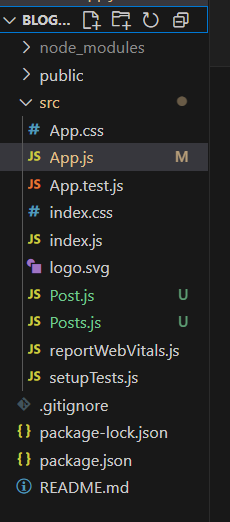 BLOG...
node_modules
public
src
# App.css
JS App.js M
JS App.test.js
# index.css
JS index.js
logo.svg
JS Post.js U
JS Posts.js U
JS reportWebVitals.js
JS setupTests.js
.gitignore
{} package-lock.json
{} package.json
README.md